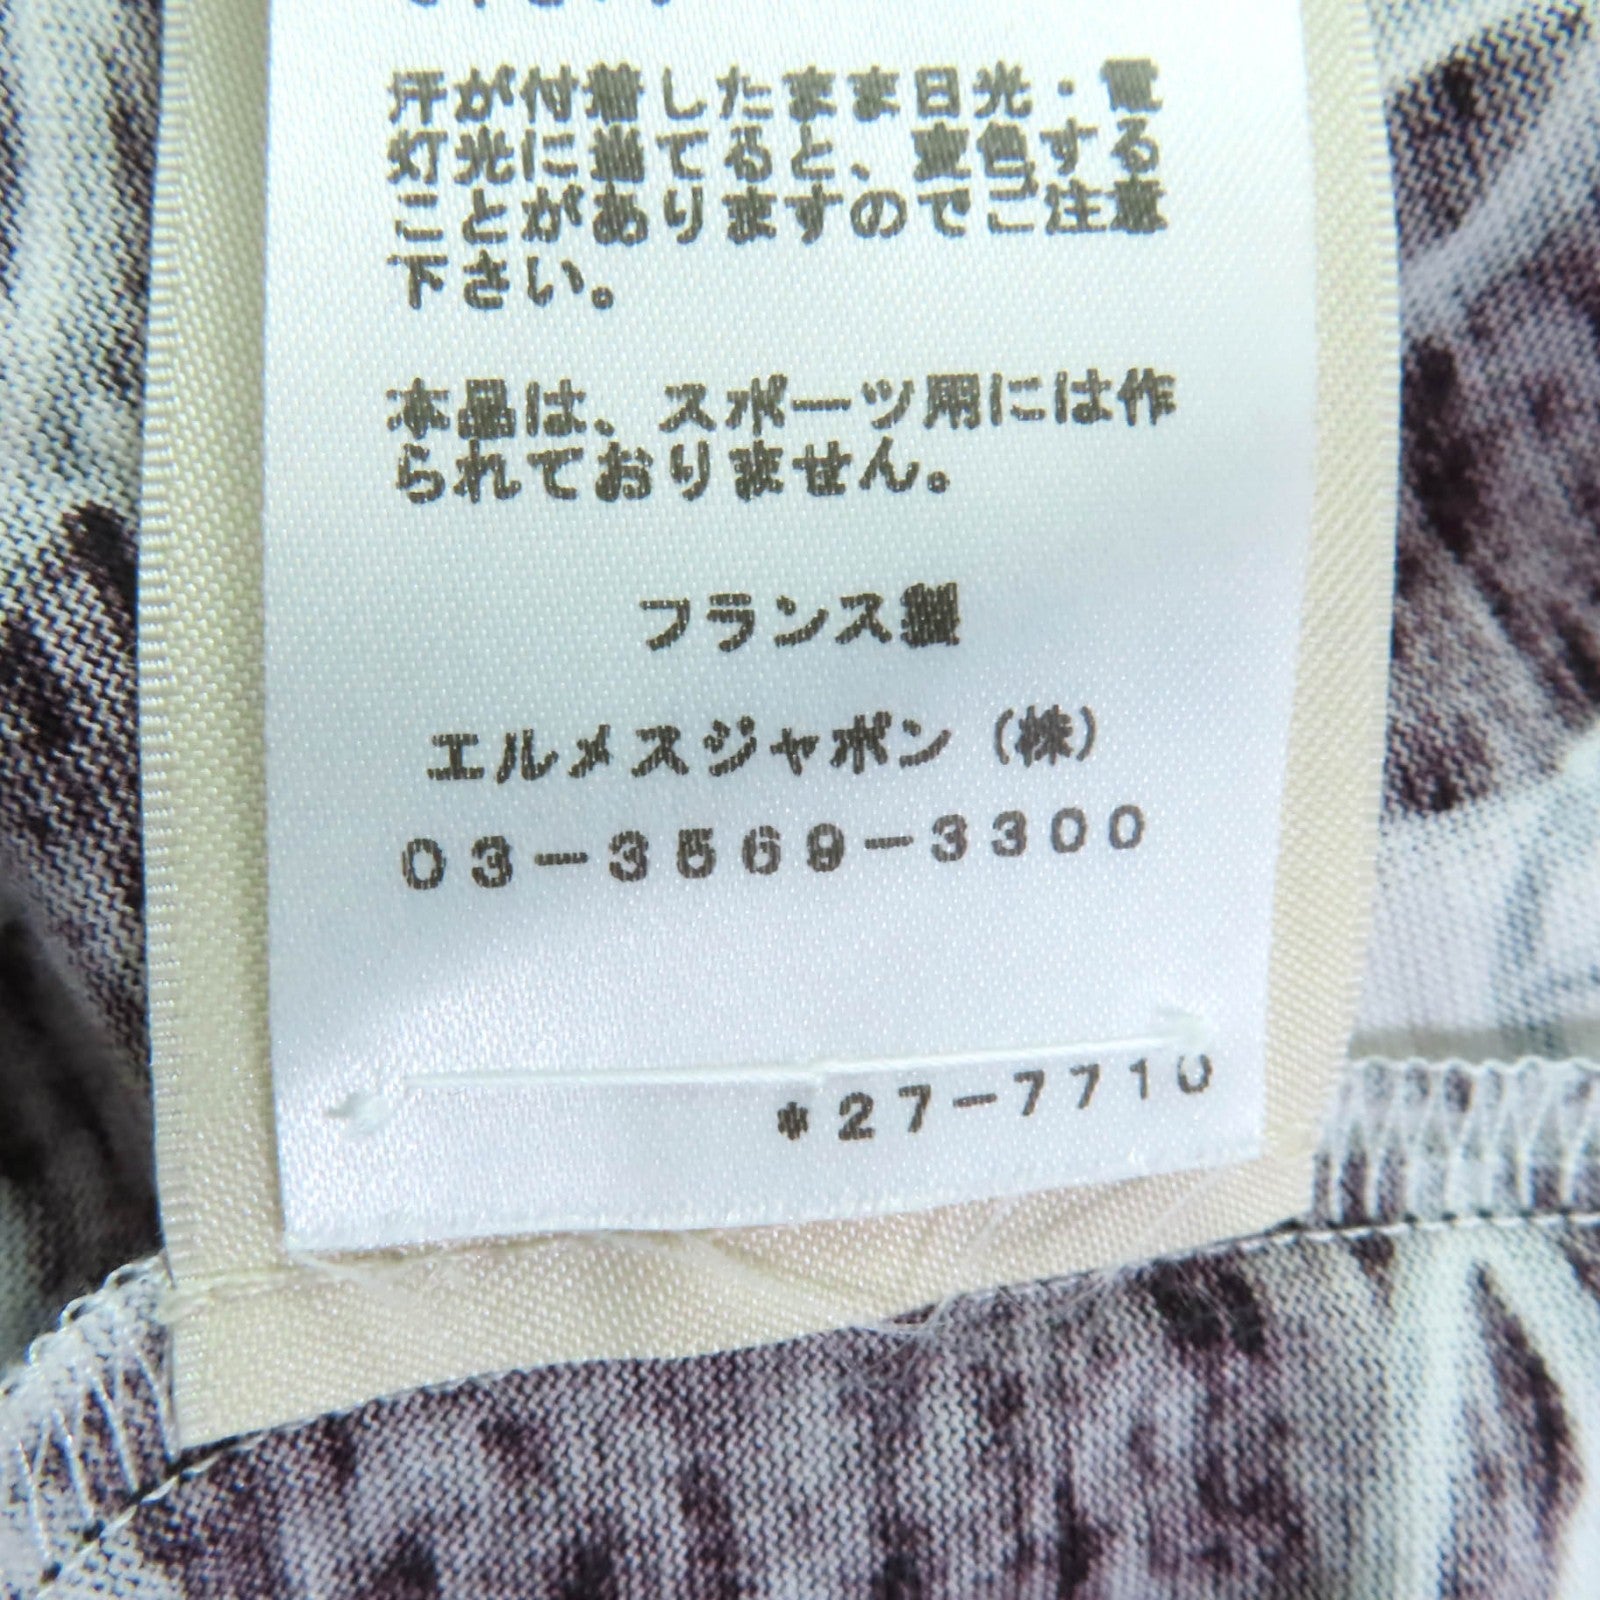 汗が付着したまま日光・電
灯光に当てると、変色する
ことがありますのでご注意
下さい。
本品は、スポーツ用には作
られておりません。
フランス製
エルメスジャポン（株）
03-3569-3300
*27-7710